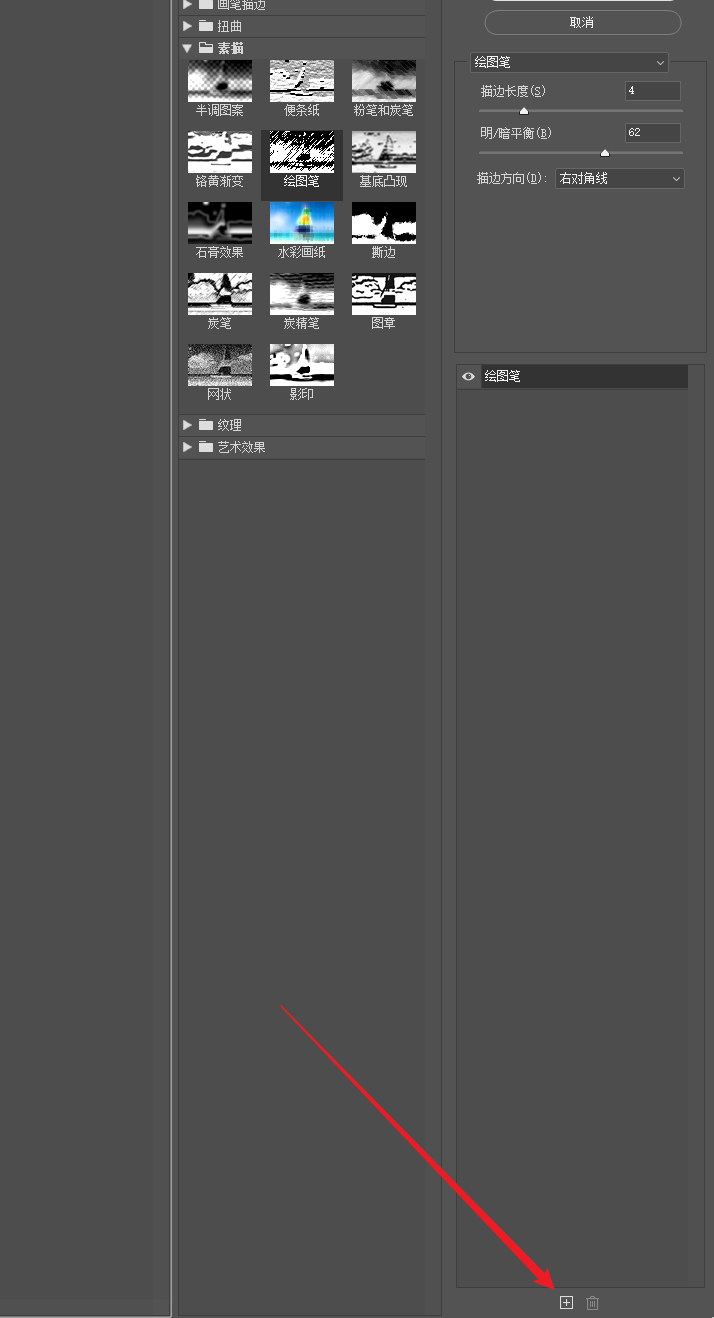 画笔描边
扭曲
素描
半调图案 便条纸 粉笔和炭笔
铬黄渐变 绘图笔 基底凸现
石膏效果 水彩画纸 撕边
炭笔 炭精笔 图章
网状 影印
纹理
艺术效果
取消
绘图笔
描边长度(S) 4
明/暗平衡(B) 62
描边方向(D): 右对角线
绘图笔